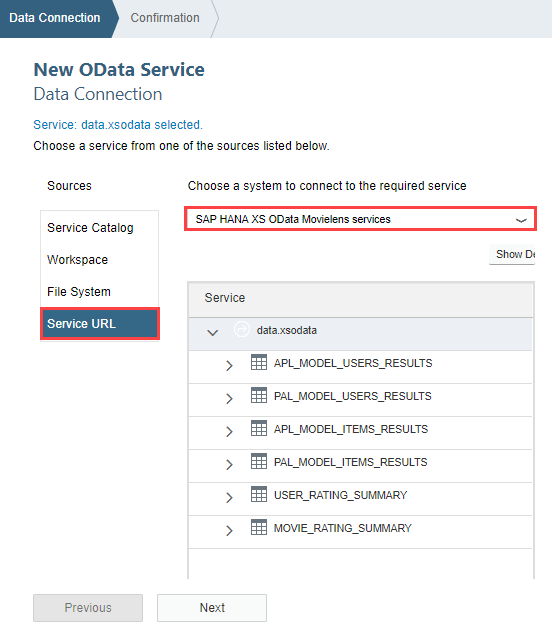 Data Connection
Confirmation
New OData Service
Data Connection
Service: data.xsodata selected.
Choose a service from one of the sources listed below.
Sources
Service Catalog
Workspace
File System
Service URL
Choose a system to connect to the required service
SAP HANA XS OData Movielens services
Show De
Service
data.xsodata
APL_MODEL_USERS_RESULTS
PAL_MODEL_USERS_RESULTS
APL_MODEL_ITEMS_RESULTS
PAL_MODEL_ITEMS_RESULTS
USER_RATING_SUMMARY
MOVIE_RATING_SUMMARY
Previous
Next